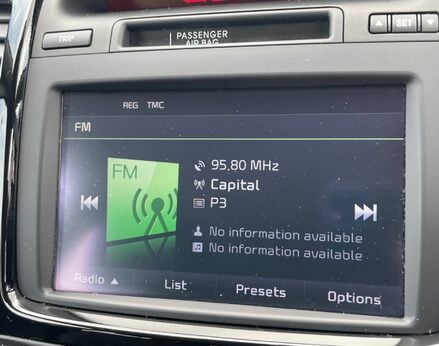 TRIP
PASSENGER
AIR BAG
SET
REG TMC
FM
FM
95.80 MHz
Capital
P3
No information available
No information available
Radio
List
Presets
Options